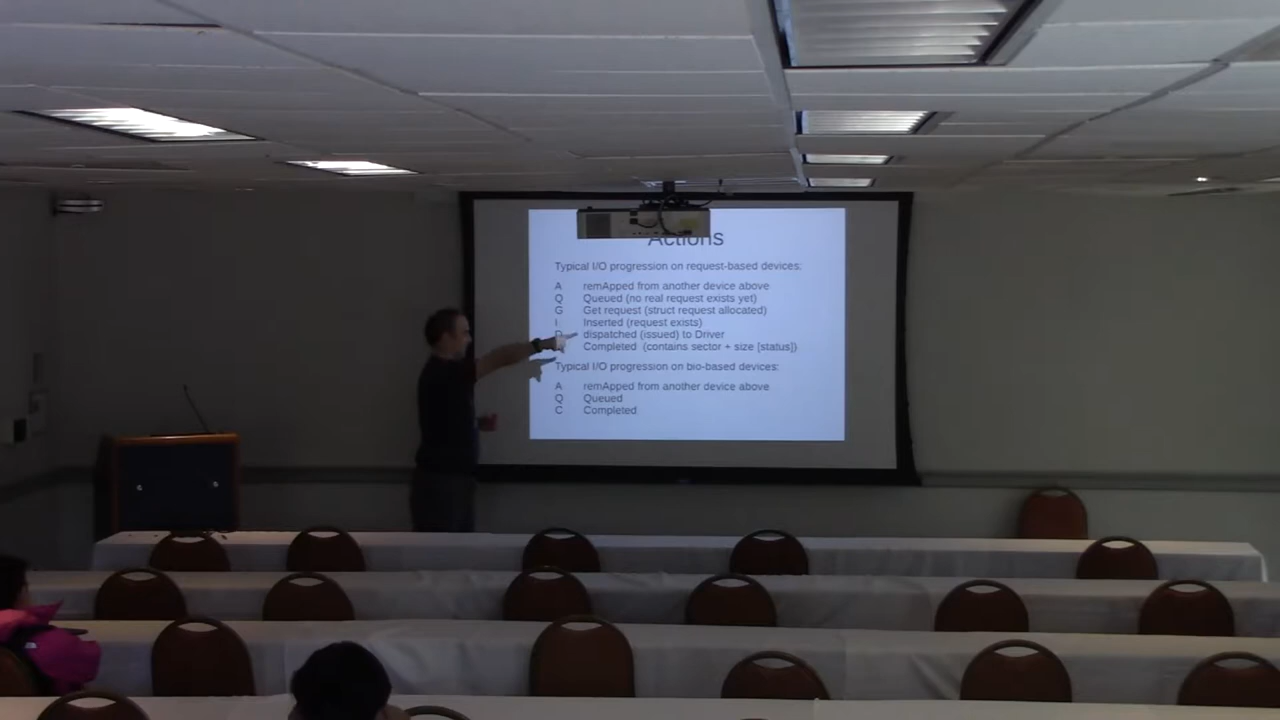 Actions
Typical I/O progression on request-based devices:
A remApped from another device above
Q Queued (no real request exists yet)
G Get request (struct request allocated)
I Inserted (request exists)
D dispatched (issued) to Driver
Completed (contains sector + size [status])
Typical I/O progression on bio-based devices:
A remApped from another device above
Q Queued
C Completed